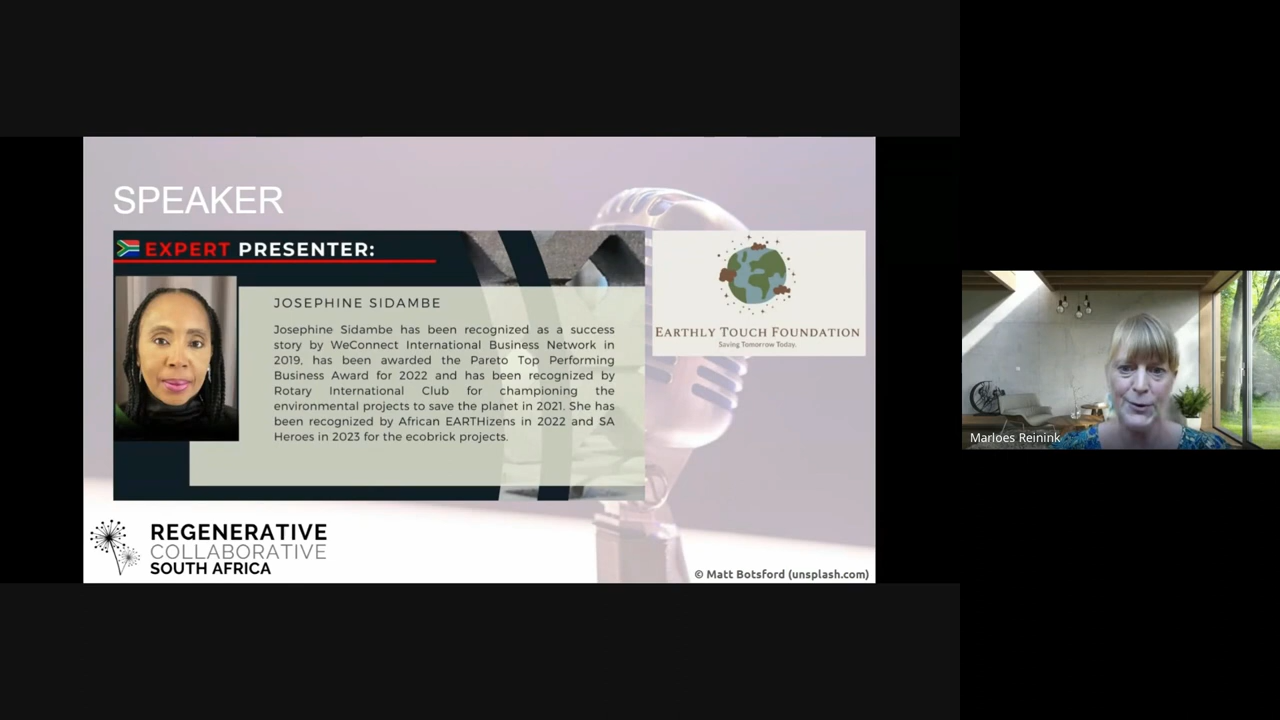 SPEAKER
EXPERT PRESENTER:
JOSEPHINE SIDAMBE
Josephine Sidambe has been recognized as a success
story by WeConnect International Business Network in
2019, has been awarded the Pareto Top Performing
Business Award for 2022 and has been recognized by
Rotary International Club for championing the
environmental projects to save the planet in 2021. She has
been recognized by African EARTHizens in 2022 and SA
Heroes in 2023 for the ecobrick projects.
EARTHLY TOUCH FOUNDATION
Saving Tomorrow Today.
REGENERATIVE
COLLABORATIVE
SOUTH AFRICA
© Matt Botsford (unsplash.com)
Marloes Reinink